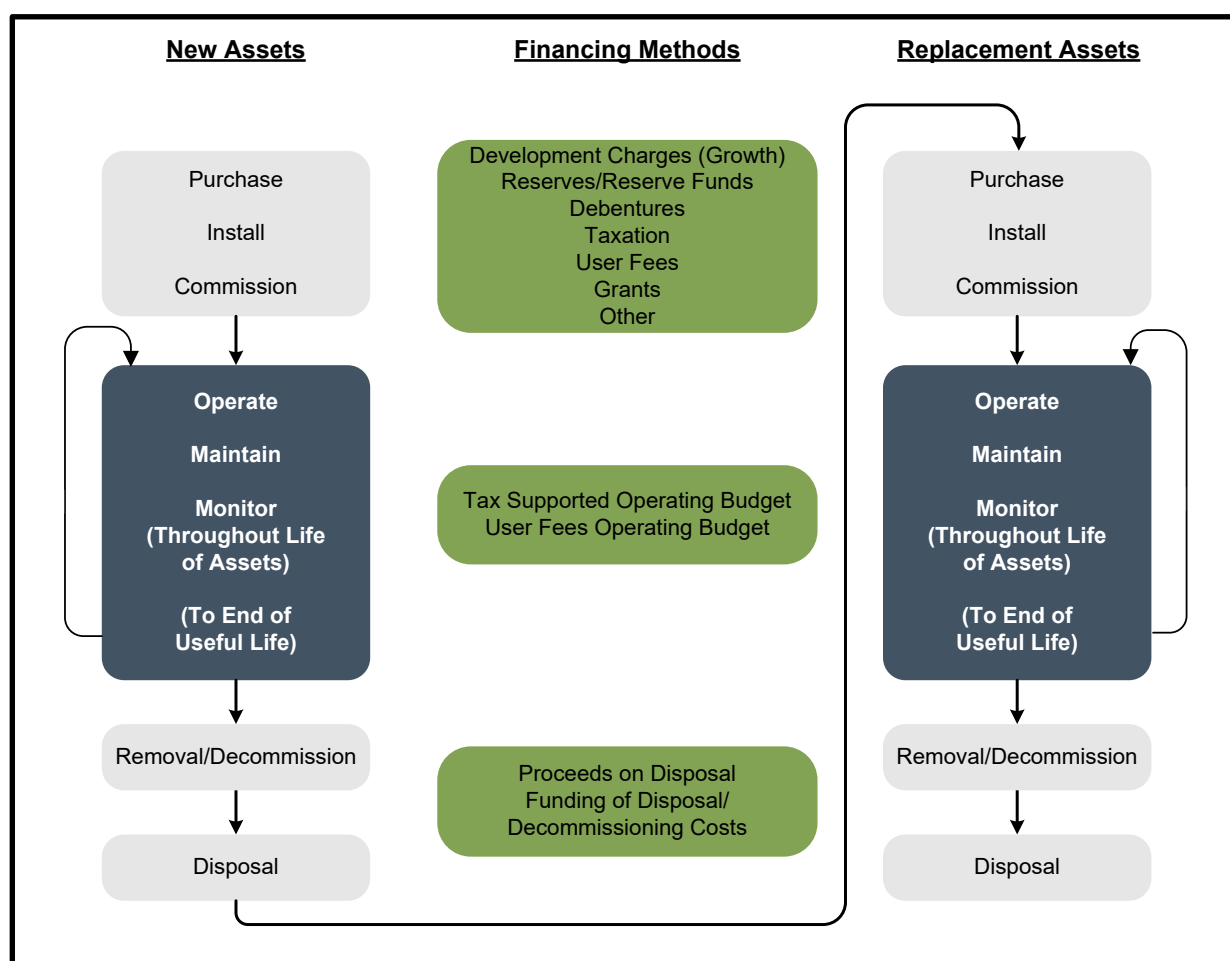 New Assets
Purchase
Install
Commission
Operate
Maintain
Monitor
(Throughout Life
of Assets)
(To End of
Useful Life)
Removal/Decommission
Disposal
Financing Methods
Development Charges (Growth)
Reserves/Reserve Funds
Debentures
Taxation
User Fees
Grants
Other
Tax Supported Operating Budget
User Fees Operating Budget
Proceeds on Disposal
Funding of Disposal/
Decommissioning Costs
Replacement Assets
Purchase
Install
Commission
Operate
Maintain
Monitor
(Throughout Life
of Assets)
(To End of
Useful Life)
Removal/Decommission
Disposal